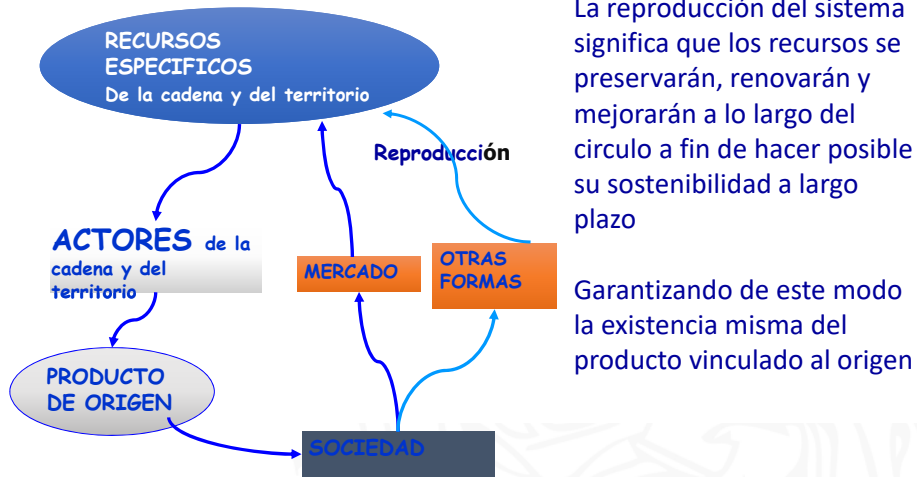 RECURSOS
ESPECIFICOS
De la cadena y del territorio
Reproducción
ACTORES de la
cadena y del
territorio
MERCADO
OTRAS
FORMAS
PRODUCTO
DE ORIGEN
SOCIEDAD
La reproducción del sistema
significa que los recursos se
preservarán, renovarán y
mejorarán a lo largo del
circulo a fin de hacer posible
su sostenibilidad a largo
plazo
Garantizando de este modo
la existencia misma del
producto vinculado al origen